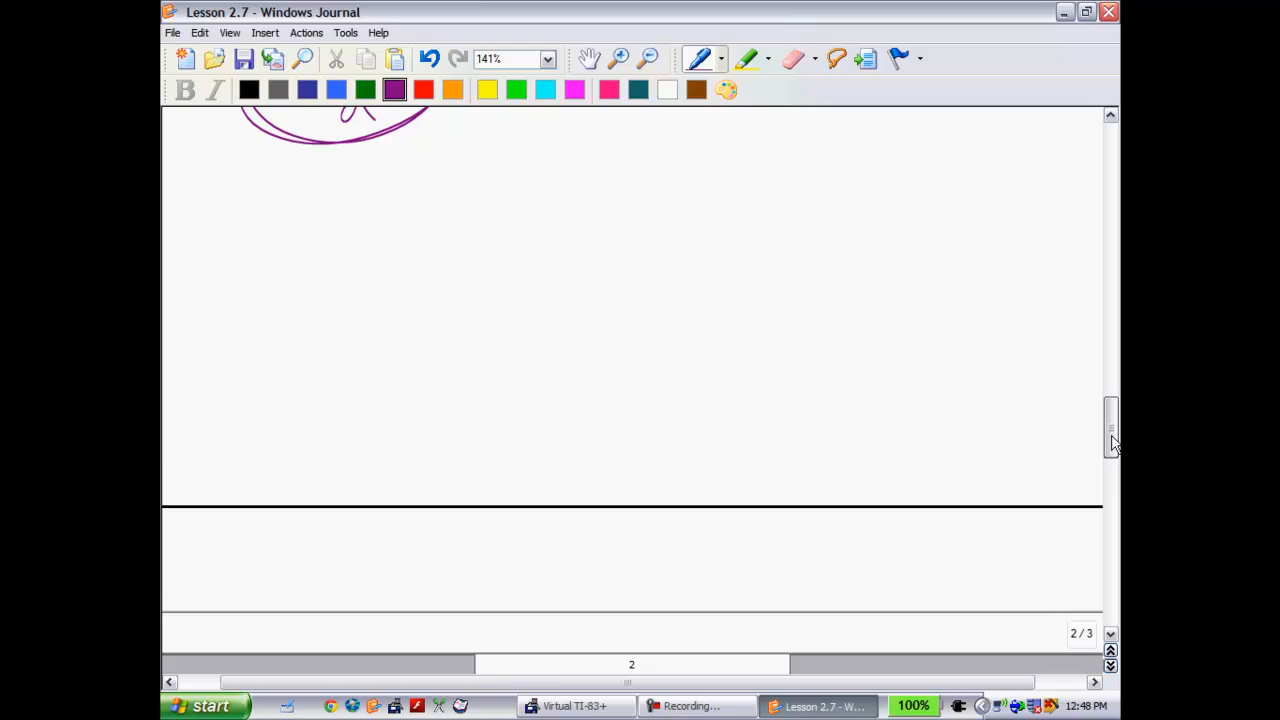 Lesson 2.7 - Windows Journal
File Edit View Insert Actions Tools Help
141%
B I
2 / 3
2
start Virtual TI-83+ Recording... Lesson 2.7 - W... 100% 12:48 PM